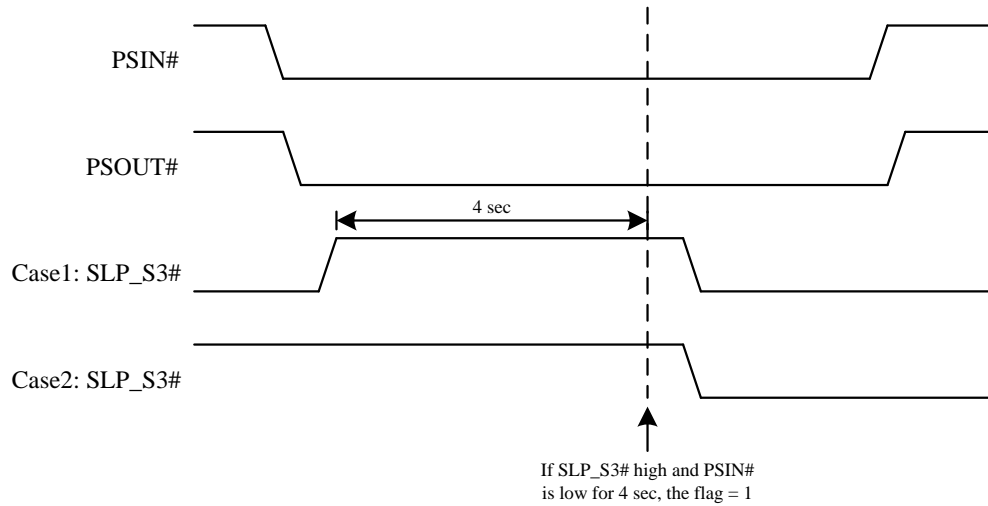 PSIN#
PSOUT#
4 sec
Case1: SLP_S3#
Case2: SLP_S3#
If SLP_S3# high and PSIN#
is low for 4 sec, the flag = 1